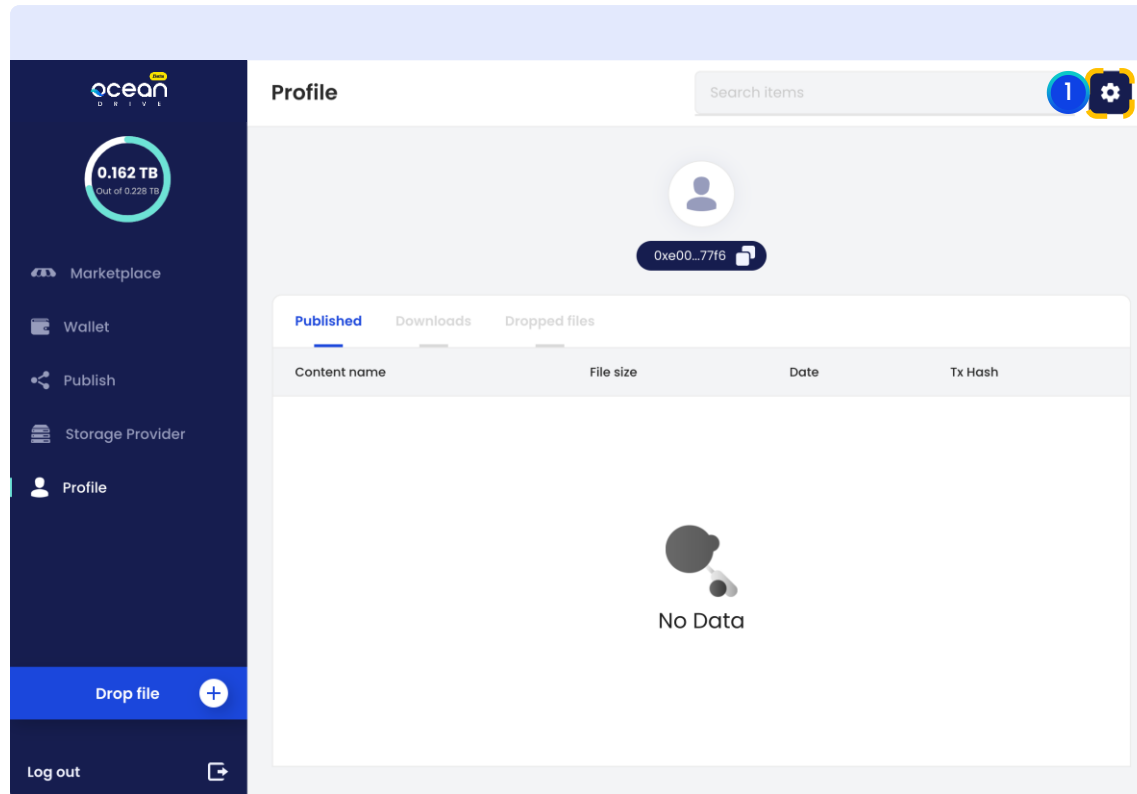 Beta
ocean
DRIVE
0.162 TB
Out of 0.228 TB
Marketplace
Wallet
Publish
Storage Provider
Profile
Drop file
Log out
Profile
Search items
1
0xe00...77f6
Published Downloads Dropped files
Content name File size Date Tx Hash
No Data